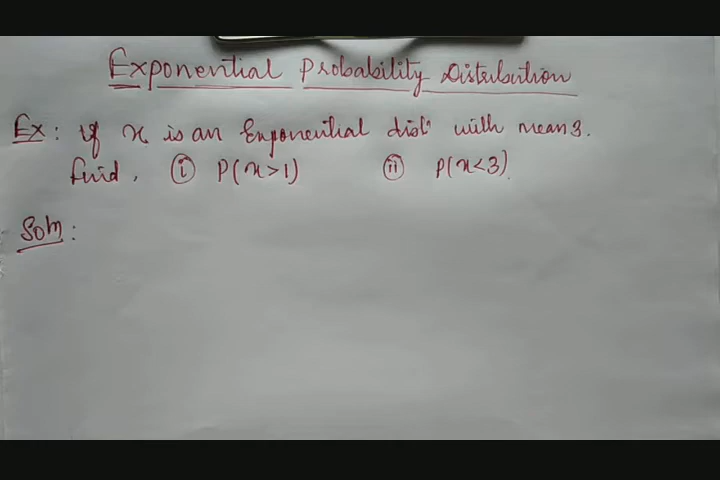 Exponential Probability Distribution
Ex: If x is an Exponential distⁿ with mean 3.
find, (i) P(x>1) (ii) P(x<3).
Soln: